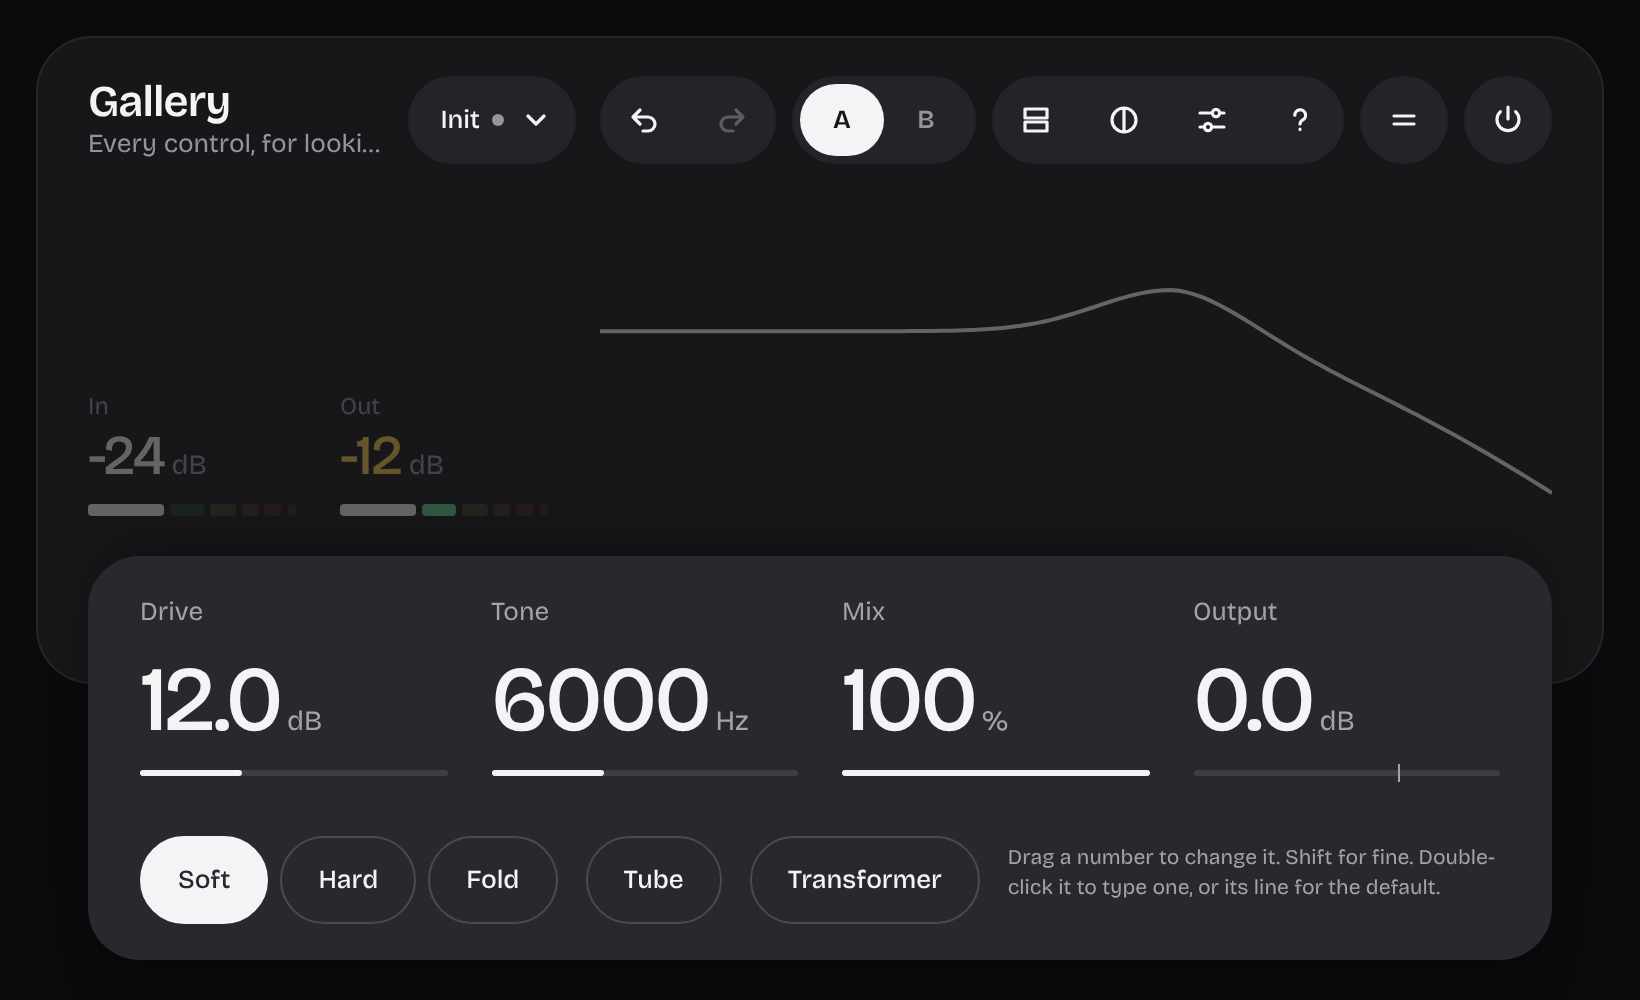 Gallery
Every control, for looki...
Init
A
B
?
In
-24 dB
Out
-12 dB
Drive
12.0 dB
Tone
6000 Hz
Mix
100 %
Output
0.0 dB
Soft
Hard
Fold
Tube
Transformer
Drag a number to change it. Shift for fine. Double-
click it to type one, or its line for the default.